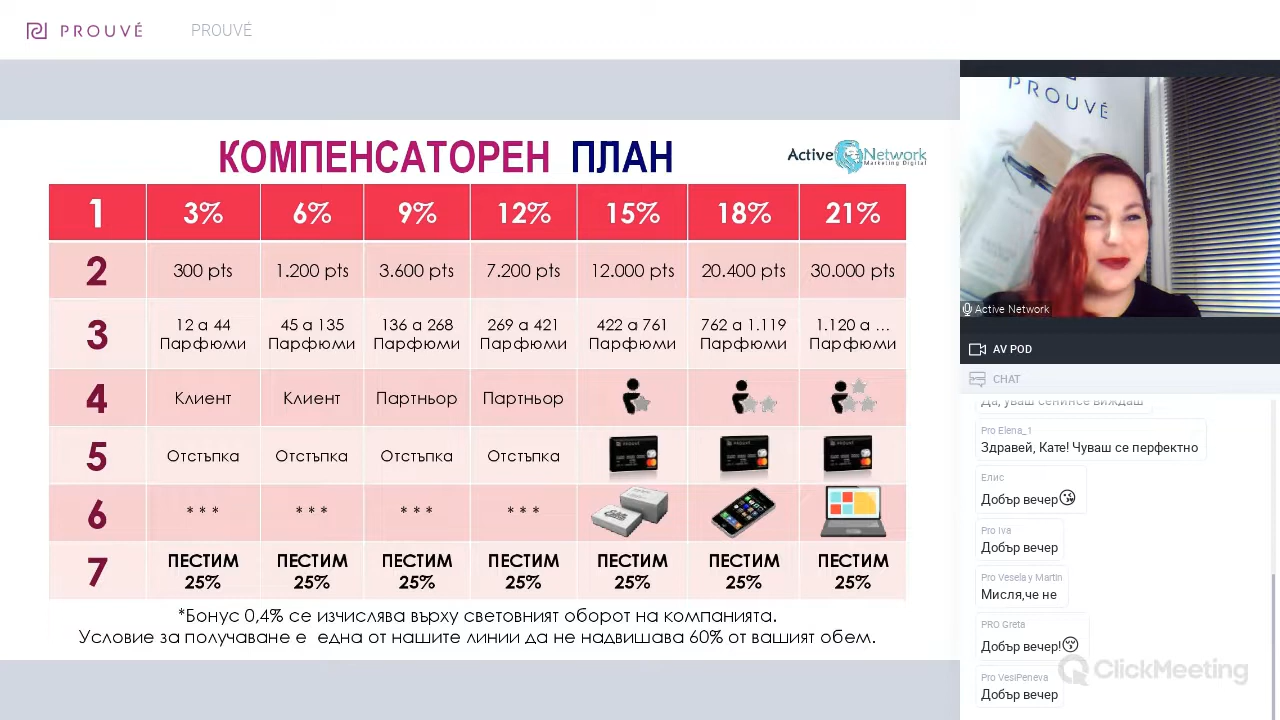 PROUVÉ
PROUVÉ
КОМПЕНСАТОРЕН ПЛАН
Active Network
Marketing Digital
1 3% 6% 9% 12% 15% 18% 21%
2 300 pts 1.200 pts 3.600 pts 7.200 pts 12.000 pts 20.400 pts 30.000 pts
3 12 а 44 Парфюми 45 а 135 Парфюми 136 а 268 Парфюми 269 а 421 Парфюми 422 а 761 Парфюми 762 а 1.119 Парфюми 1.120 а ... Парфюми
4 Клиент Клиент Партньор Партньор
5 Отстъпка Отстъпка Отстъпка Отстъпка
6 * * * * * * * * * * * *
7 ПЕСТИМ 25% ПЕСТИМ 25% ПЕСТИМ 25% ПЕСТИМ 25% ПЕСТИМ 25% ПЕСТИМ 25% ПЕСТИМ 25%
*Бонус 0,4% се изчислява върху световният оборот на компанията.
Условие за получаване е една от нашите линии да не надвишава 60% от вашият обем.
PROUVÉ
Active Network
AV POD
CHAT
Pro Elena_1
Здравей, Кате! Чуваш се перфектно
Елис
Добър вечер😘
Pro Iva
Добър вечер
Pro Vesela y Martin
Мисля,че не
PRO Greta
Добър вечер!😚
Pro VesiPeneva
Добър вечер
ClickMeeting